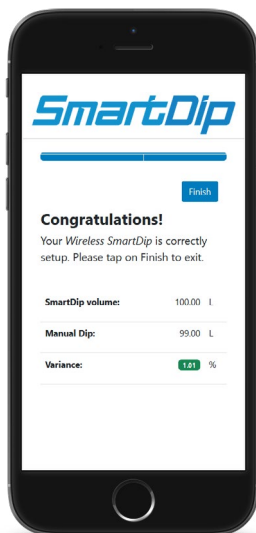 SmartDip
Finish
Congratulations!
Your Wireless SmartDip is correctly
setup. Please tap on Finish to exit.
SmartDip volume: 100.00 L
Manual Dip: 99.00 L
Variance: 1.01 %